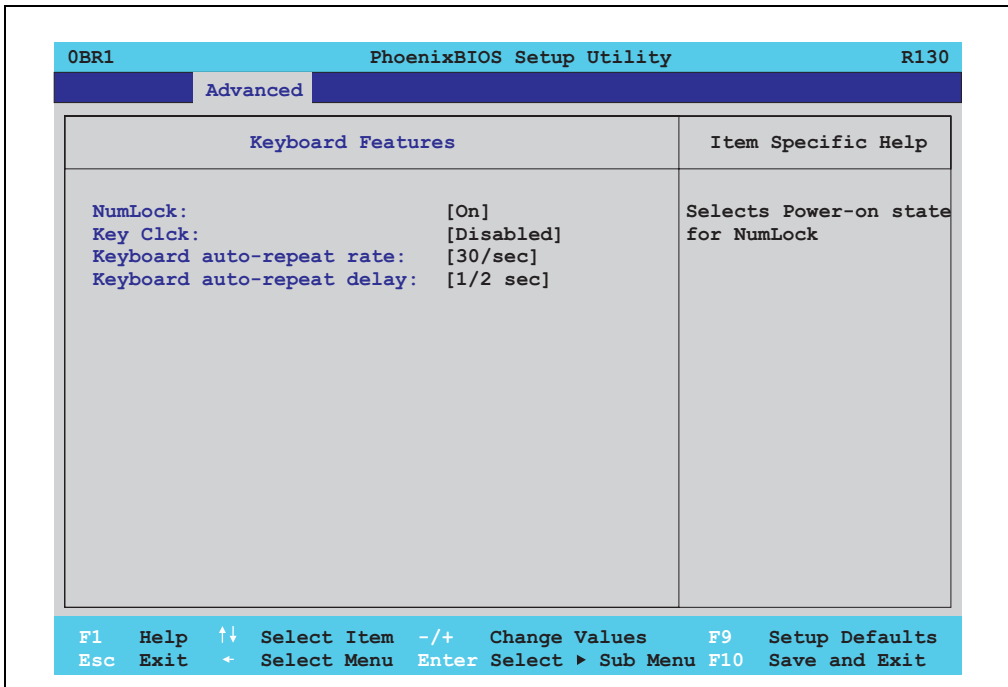 0BR1 PhoenixBIOS Setup Utility R130
Advanced
Keyboard Features Item Specific Help
NumLock: [On] Selects Power-on state
Key Clck: [Disabled] for NumLock
Keyboard auto-repeat rate: [30/sec]
Keyboard auto-repeat delay: [1/2 sec]
F1 Help ↑↓ Select Item -/+ Change Values F9 Setup Defaults
Esc Exit ← Select Menu Enter Select ▶ Sub Menu F10 Save and Exit